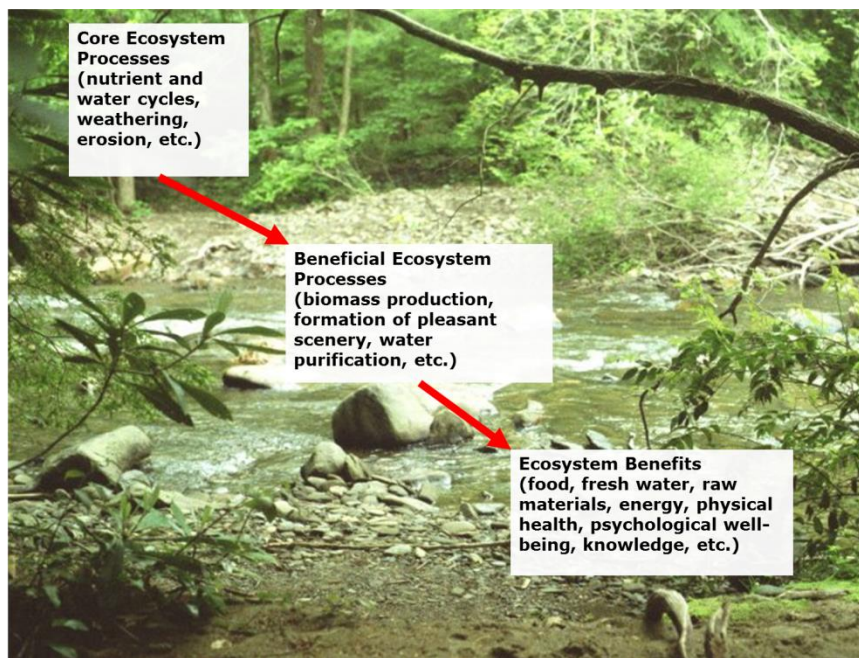 Core Ecosystem
Processes
(nutrient and
water cycles,
weathering,
erosion, etc.)
Beneficial Ecosystem
Processes
(biomass production,
formation of pleasant
scenery, water
purification, etc.)
Ecosystem Benefits
(food, fresh water, raw
materials, energy, physical
health, psychological well-
being, knowledge, etc.)